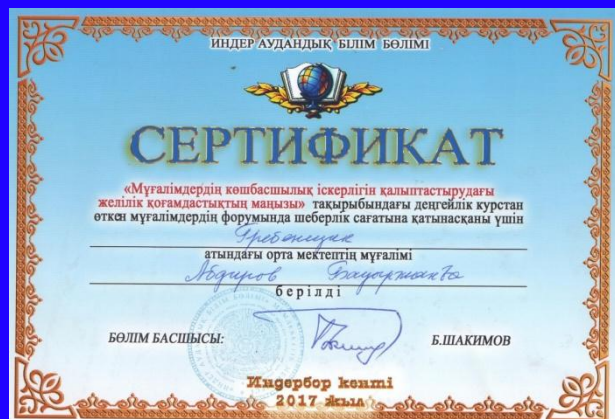 ИНДЕР АУДАНДЫҚ БІЛІМ БӨЛІМІ
СЕРТИФИКАТ
«Мұғалімдердің көшбасшылық іскерлігін қалыптастырудағы
желілік қоғамдастықтың маңызы» тақырыбындағы деңгейлік курстан
өткен мұғалімдердің форумында шеберлік сағатына қатынасқаны үшін
Гребенщик
атындағы орта мектептің мұғалімі
Абдиров Бауыржанға
берілді
БӨЛІМ БАСШЫСЫ: Б.ШАКИМОВ
Индербор кенті
2017 жыл